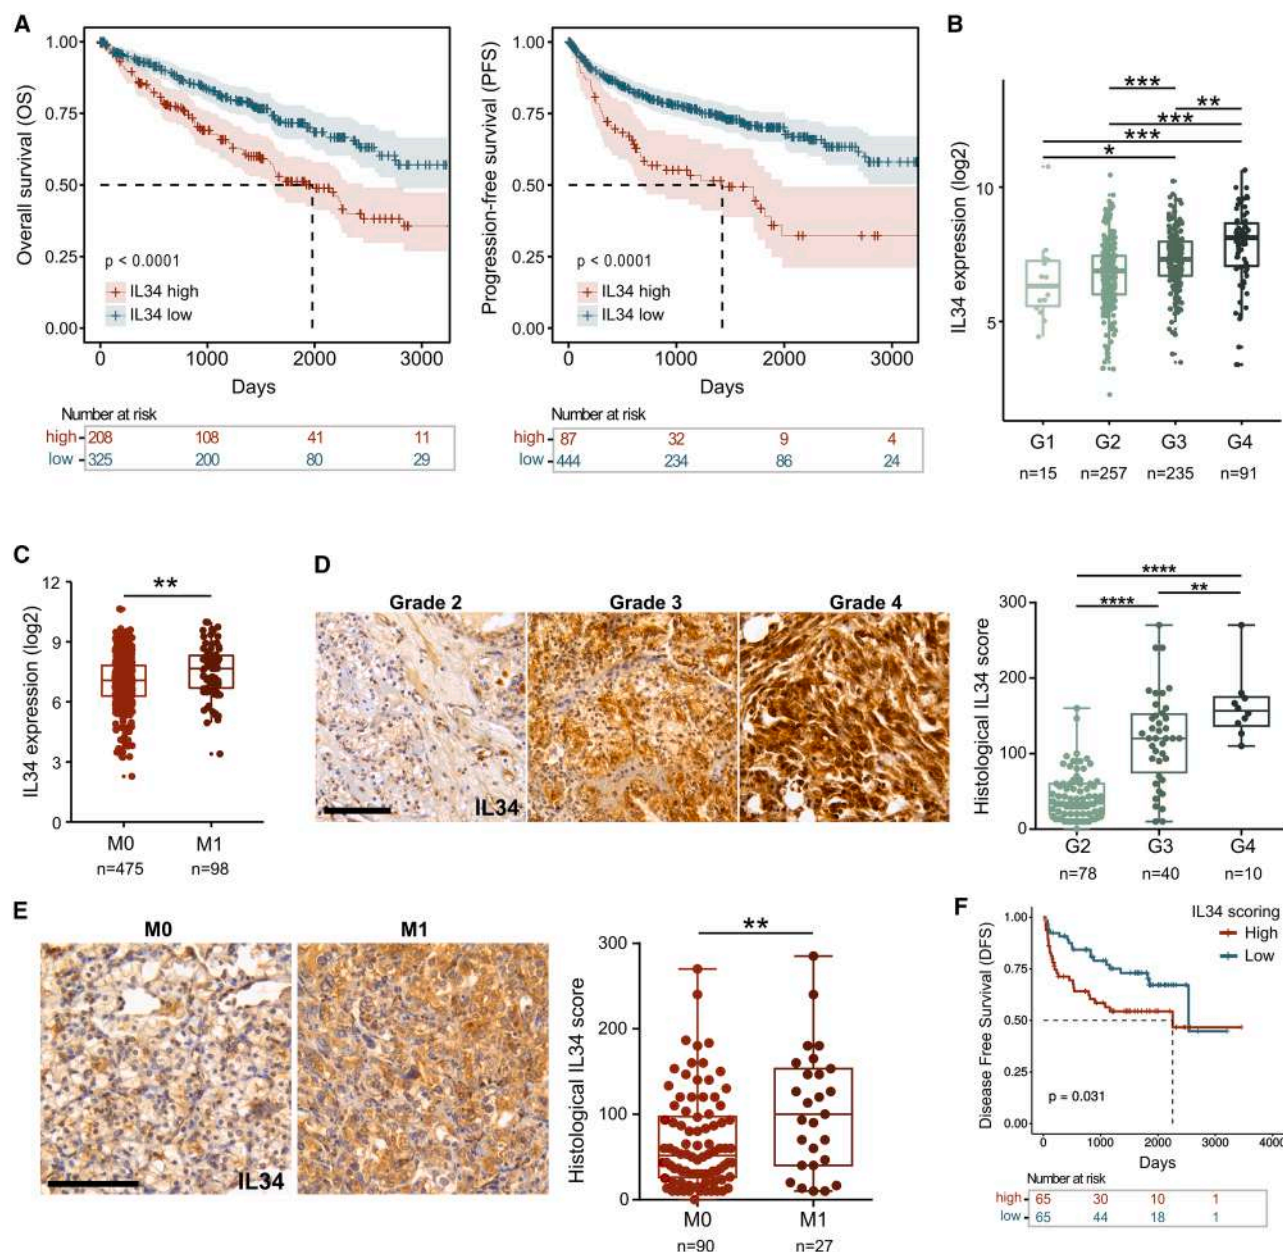 A
1.00
0.75
0.50
0.25
0.00
Overall survival (OS)
p < 0.0001
IL34 high
IL34 low
0 1000 2000 3000
Days
Number at risk
high 208 108 41 11
low 325 200 80 29
1.00
0.75
0.50
0.25
0.00
Progression-free survival (PFS)
p < 0.0001
IL34 high
IL34 low
0 1000 2000 3000
Days
Number at risk
high 87 32 9 4
low 444 234 86 24
B
***
**
***
***
*
10
5
IL34 expression (log2)
G1 G2 G3 G4
n=15 n=257 n=235 n=91
C
**
12
9
6
3
0
IL34 expression (log2)
M0 M1
n=475 n=98
D
Grade 2 Grade 3 Grade 4
IL34
****
**** **
300
200
100
0
Histological IL34 score
G2 G3 G4
n=78 n=40 n=10
E
M0 M1
IL34
**
300
200
100
0
Histological IL34 score
M0 M1
n=90 n=27
F
IL34 scoring
High
Low
1.00
0.75
0.50
0.25
0.00
Disease Free Survival (DFS)
p = 0.031
0 1000 2000 3000 4000
Days
Number at risk
high 65 30 10 1
low 65 44 18 1